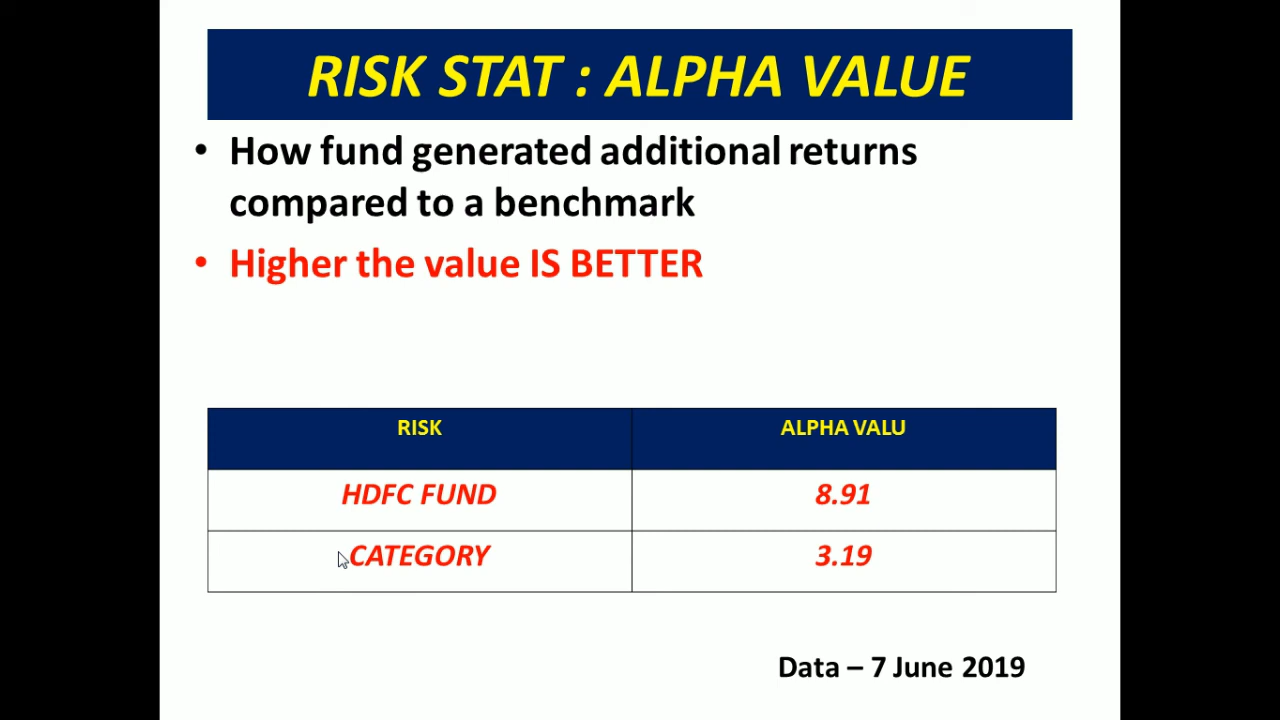 RISK STAT : ALPHA VALUE
• How fund generated additional returns
compared to a benchmark
• Higher the value IS BETTER
RISK ALPHA VALU
HDFC FUND 8.91
CATEGORY 3.19
Data – 7 June 2019